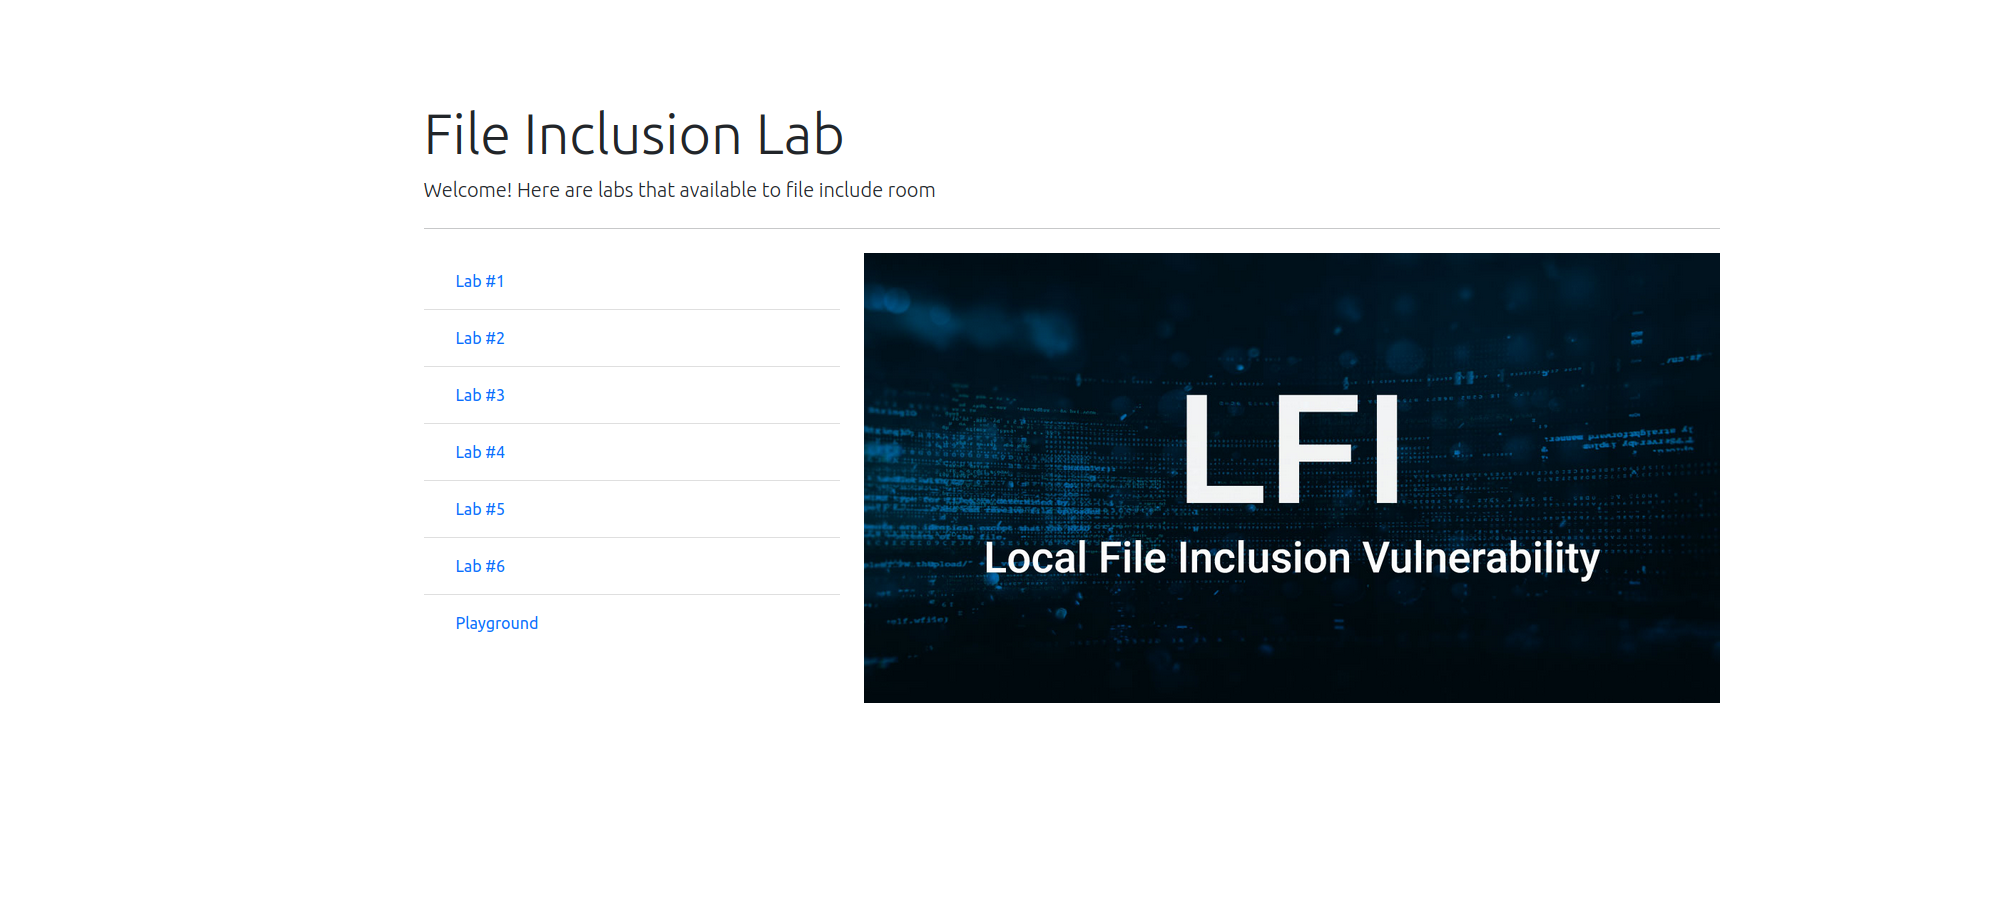 File Inclusion Lab
Welcome! Here are labs that available to file include room
Lab #1
Lab #2
Lab #3
Lab #4
Lab #5
Lab #6
Playground
LFI
Local File Inclusion Vulnerability